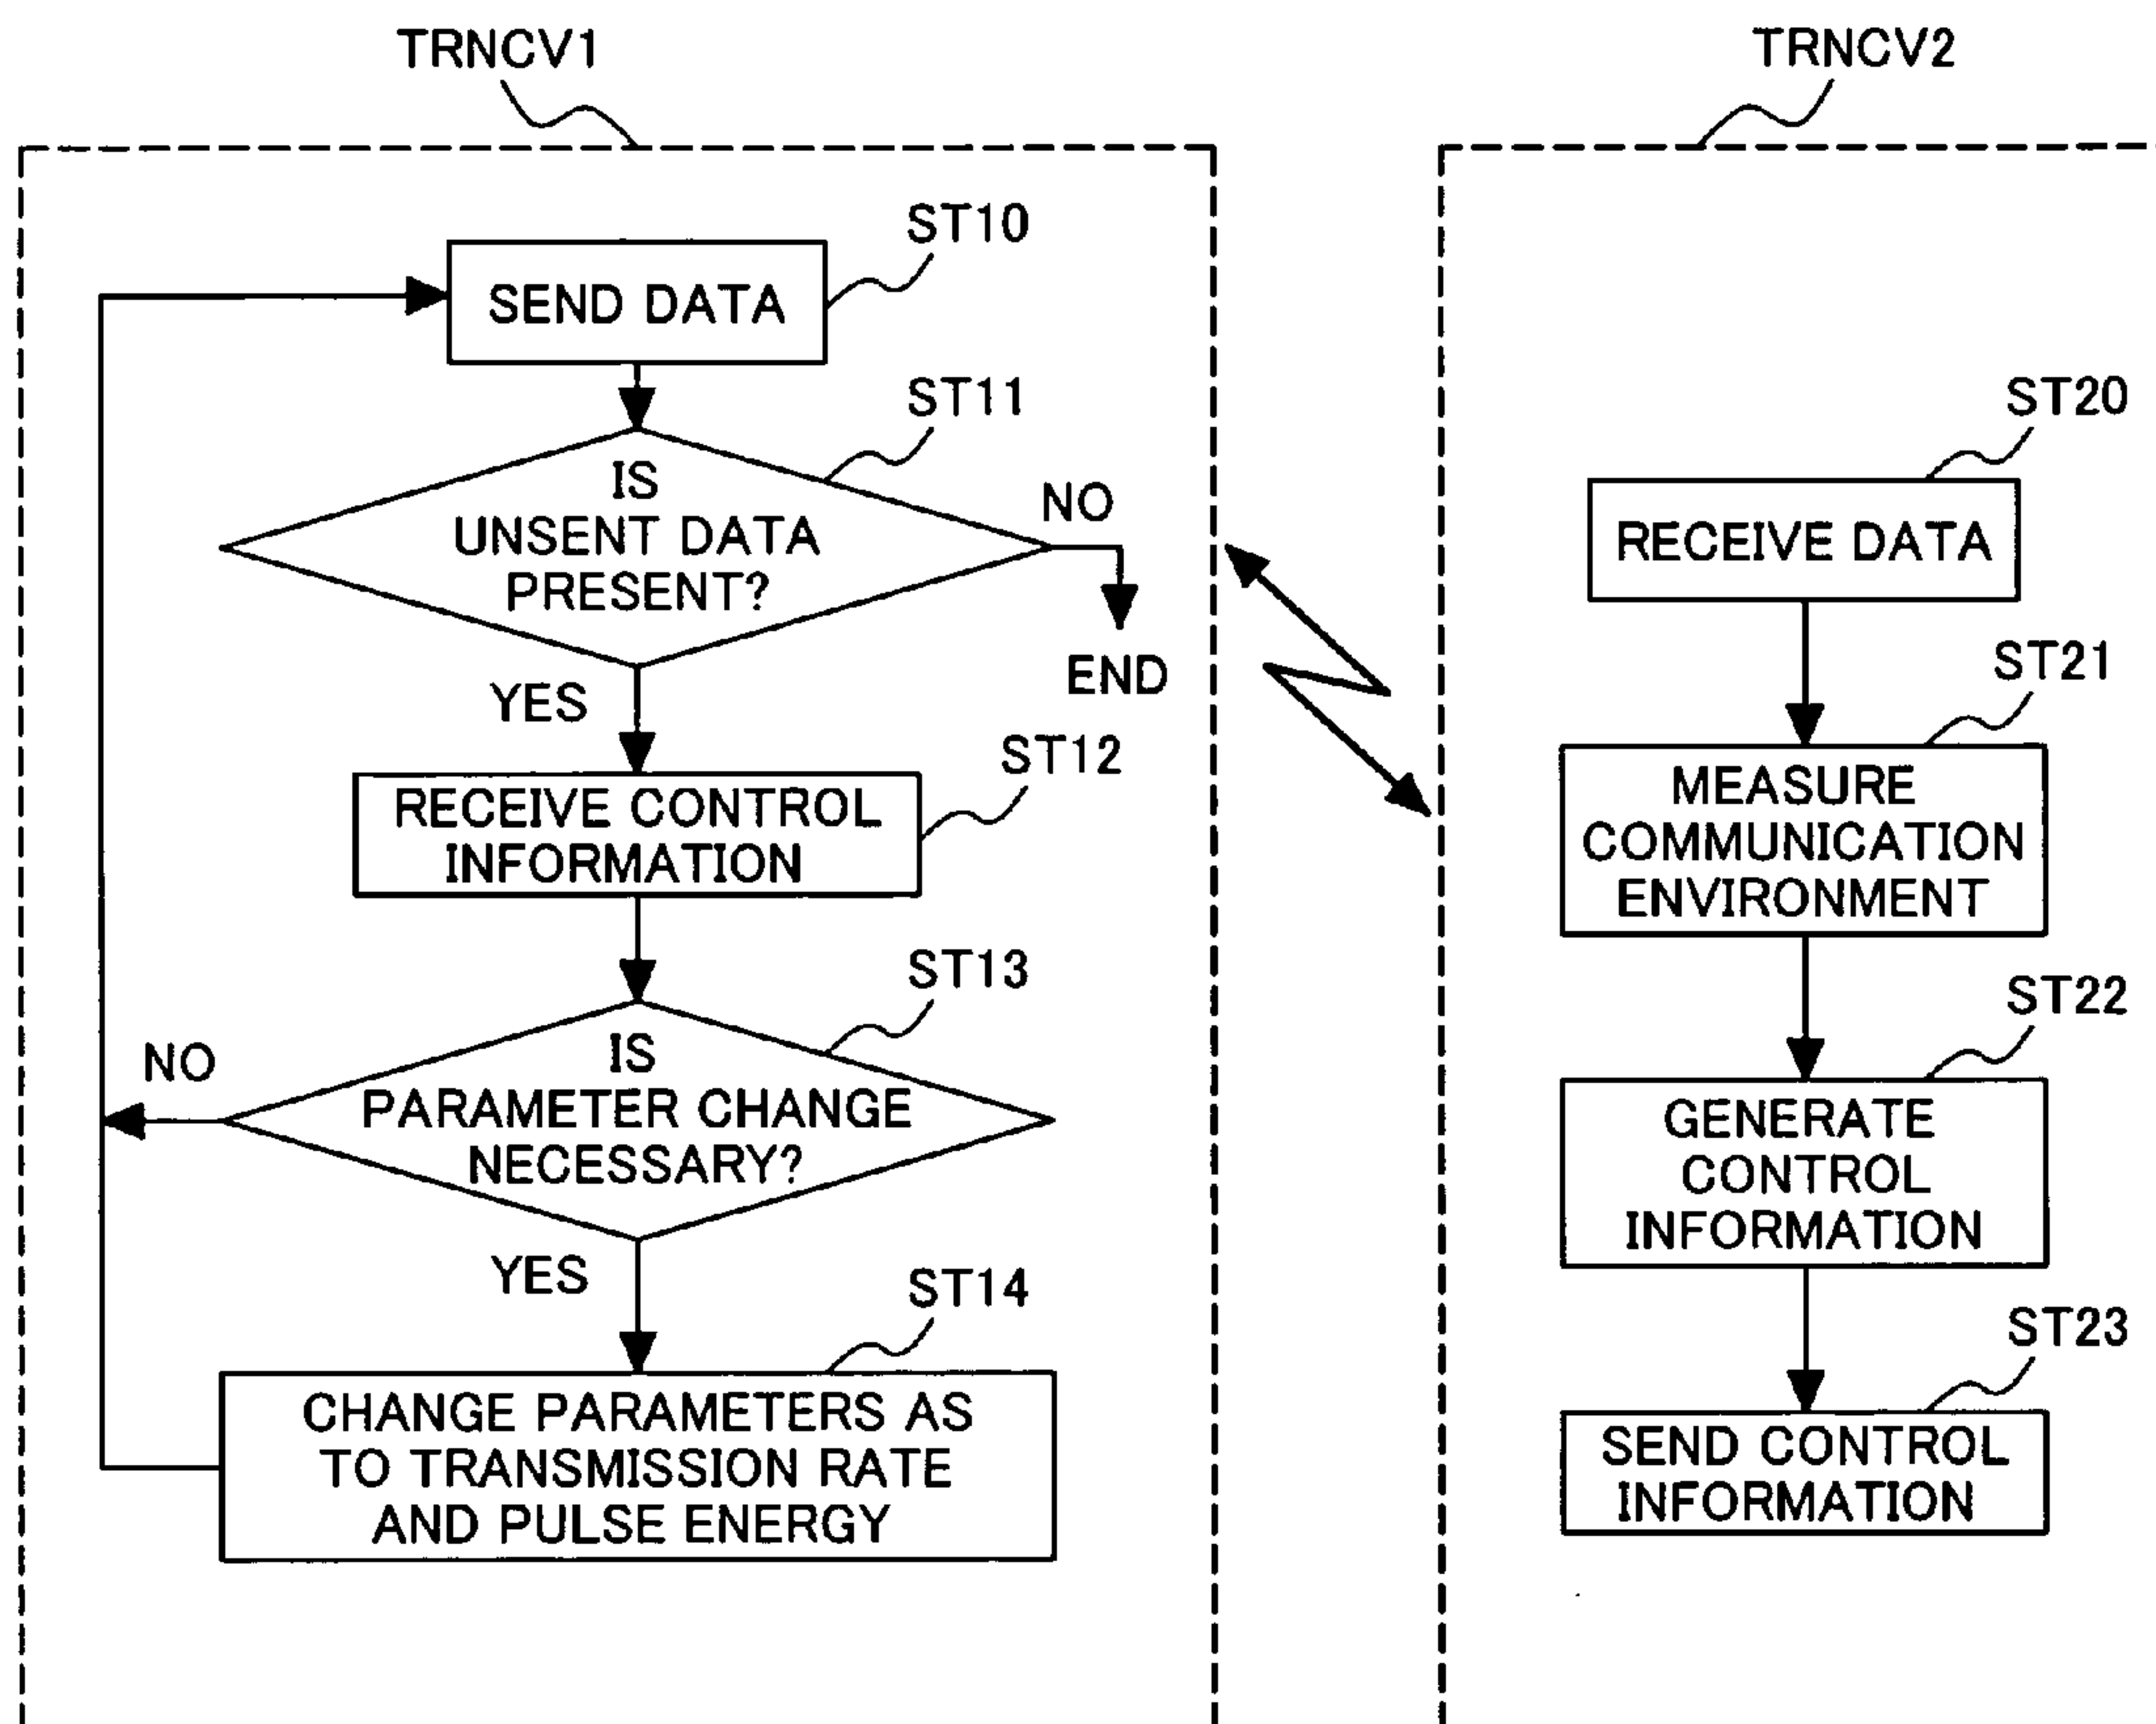 TRNCV1
ST10
SEND DATA
ST11
IS
UNSENT DATA
PRESENT?
NO
END
YES
ST12
RECEIVE CONTROL
INFORMATION
ST13
IS
PARAMETER CHANGE
NECESSARY?
NO
YES
ST14
CHANGE PARAMETERS AS
TO TRANSMISSION RATE
AND PULSE ENERGY
TRNCV2
ST20
RECEIVE DATA
ST21
MEASURE
COMMUNICATION
ENVIRONMENT
ST22
GENERATE
CONTROL
INFORMATION
ST23
SEND CONTROL
INFORMATION